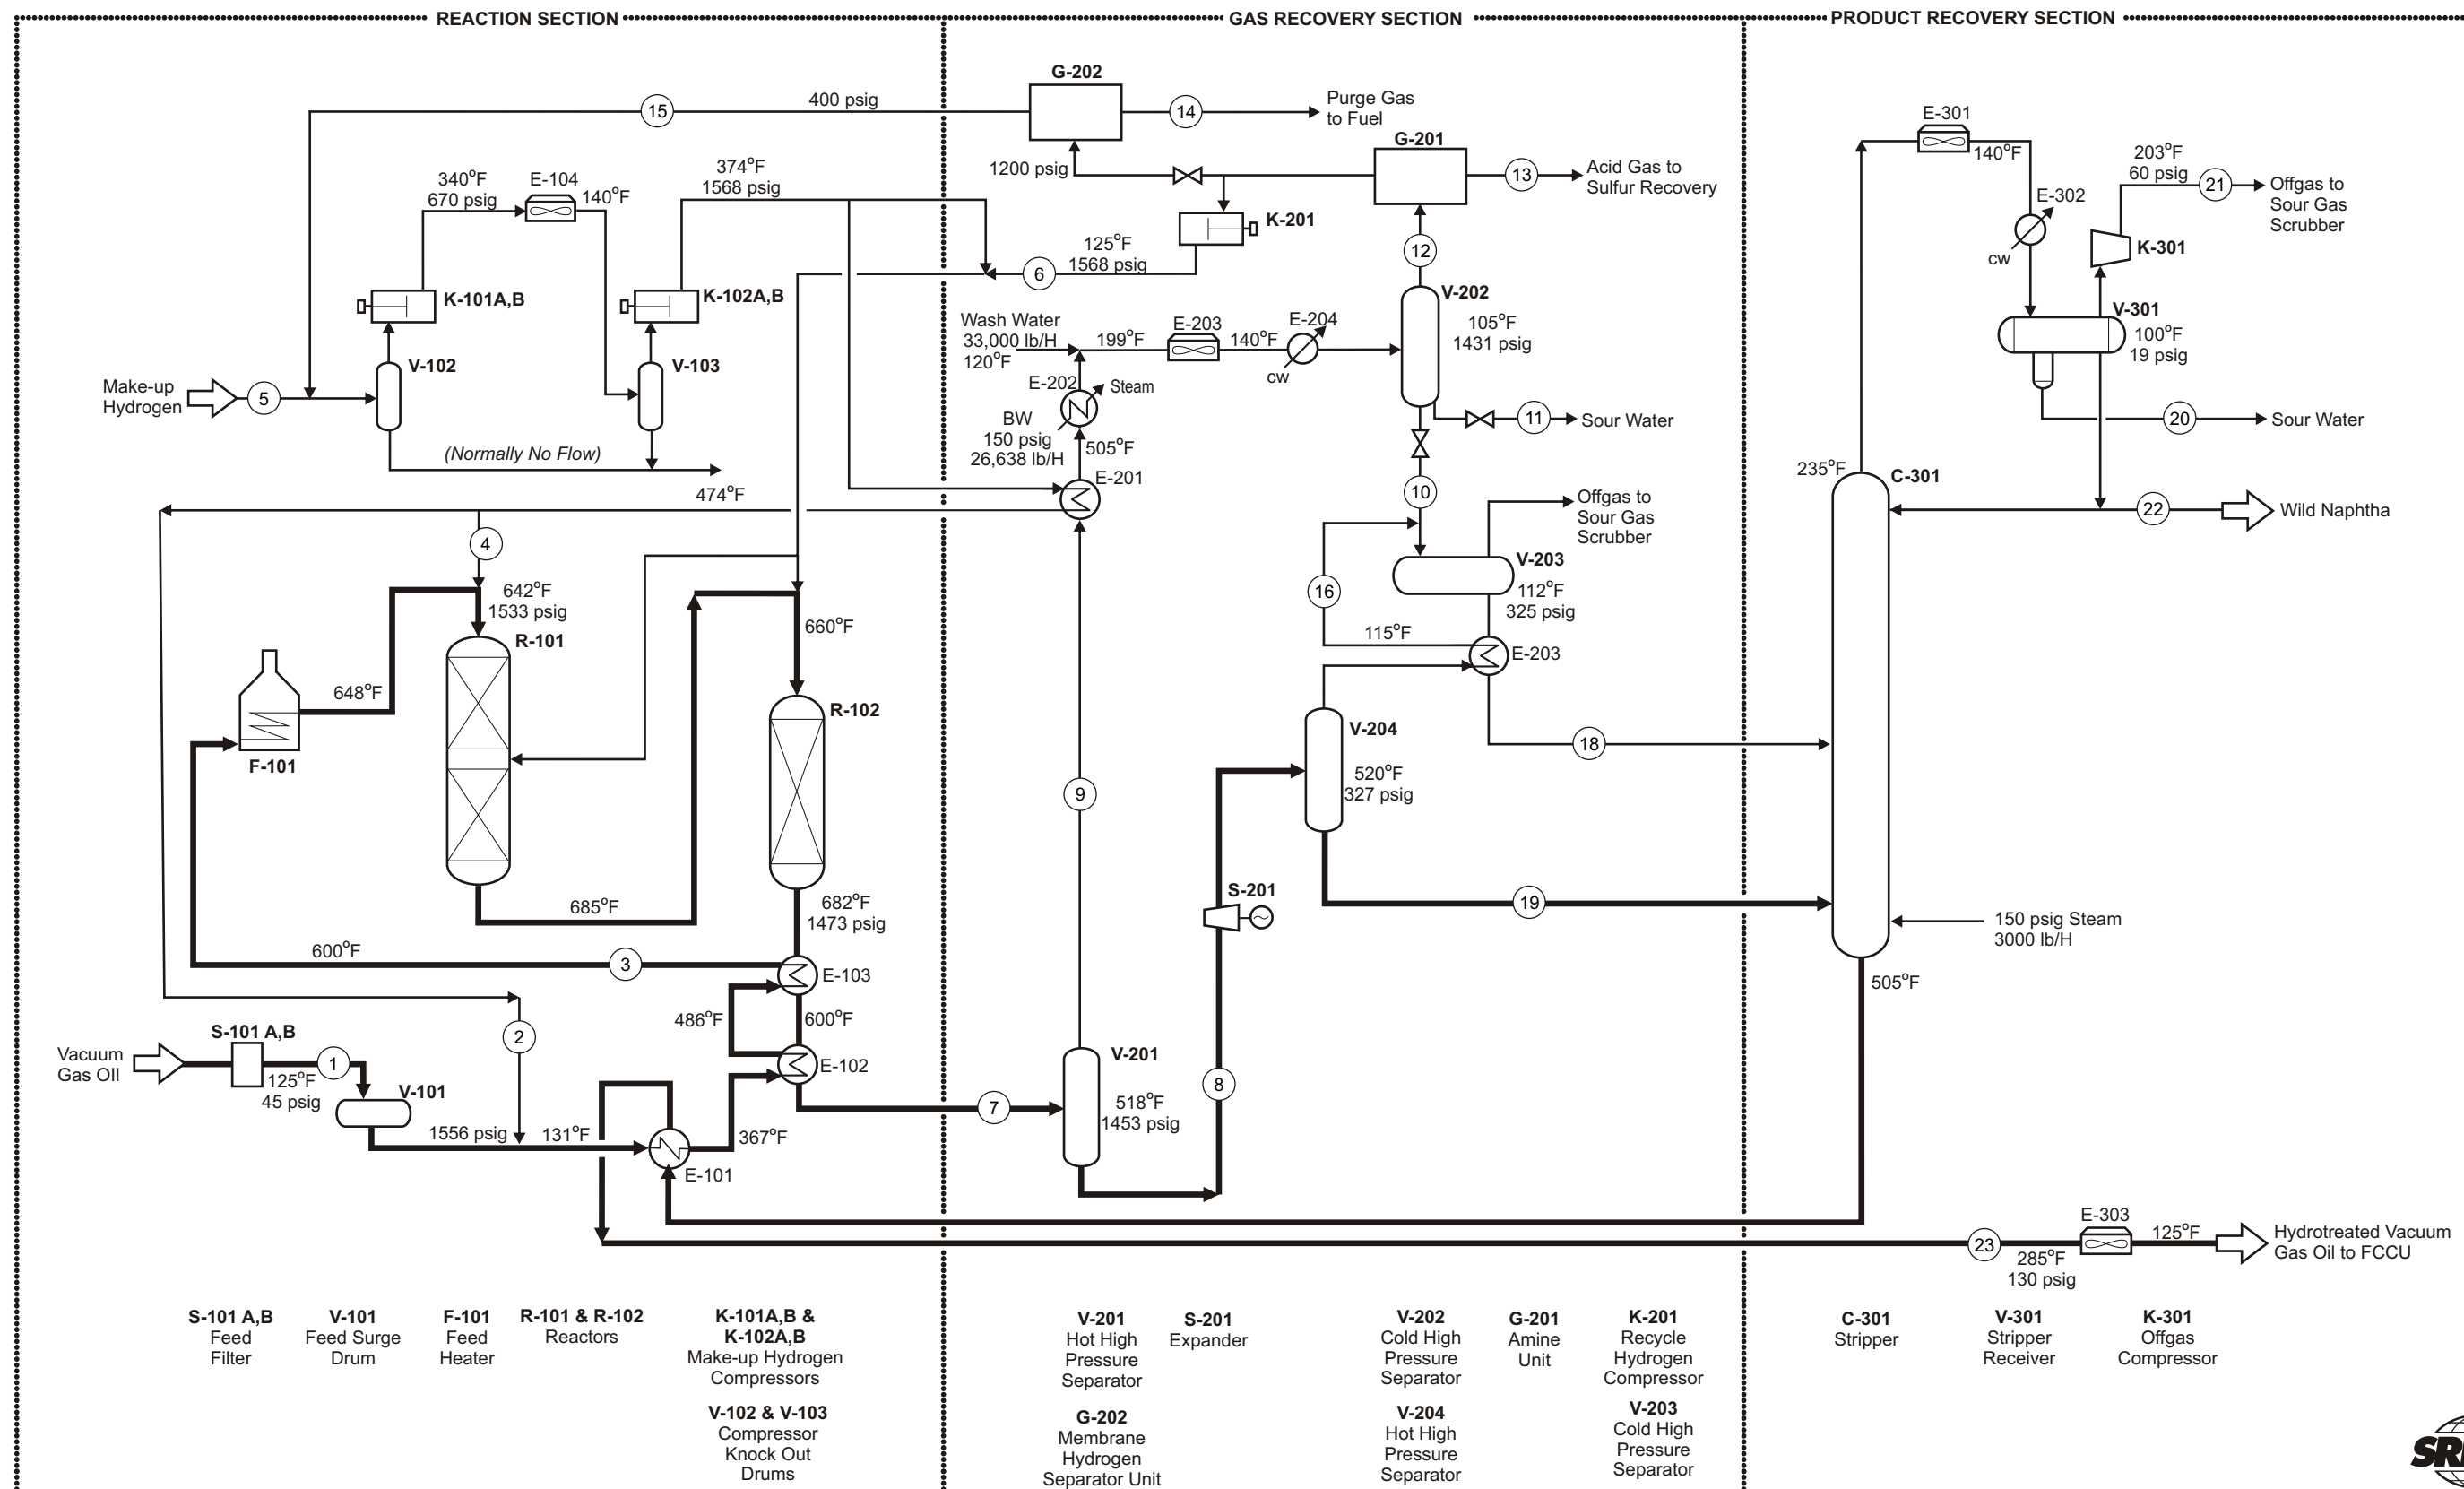 REACTION SECTION
GAS RECOVERY SECTION
PRODUCT RECOVERY SECTION
G-202
15
400 psig
14
Purge Gas
to Fuel
1200 psig
G-201
13
Acid Gas to
Sulfur Recovery
340°F
670 psig
E-104
140°F
374°F
1568 psig
K-201
125°F
1568 psig
6
12
K-101A,B
K-102A,B
V-102
V-103
Make-up
Hydrogen
5
(Normally No Flow)
Wash Water
33,000 lb/H
120°F
199°F
E-203
140°F
E-204
cw
V-202
105°F
1431 psig
E-202
Steam
BW
150 psig
26,638 lb/H
505°F
E-201
11
Sour Water
10
Offgas to
Sour Gas
Scrubber
V-203
112°F
325 psig
16
115°F
E-203
V-204
520°F
327 psig
18
19
S-201
8
9
V-201
518°F
1453 psig
7
E-301
140°F
E-302
cw
203°F
60 psig
21
Offgas to
Sour Gas
Scrubber
K-301
V-301
100°F
19 psig
20
Sour Water
235°F
C-301
22
Wild Naphtha
150 psig Steam
3000 lb/H
505°F
474°F
4
642°F
1533 psig
R-101
648°F
F-101
660°F
R-102
685°F
682°F
1473 psig
600°F
3
E-103
486°F
600°F
E-102
S-101 A,B
Vacuum
Gas OIl
1
125°F
45 psig
V-101
2
1556 psig
131°F
367°F
E-101
23
285°F
130 psig
E-303
125°F
Hydrotreated Vacuum
Gas Oil to FCCU
S-101 A,B
Feed
Filter
V-101
Feed Surge
Drum
F-101
Feed
Heater
R-101 & R-102
Reactors
K-101A,B &
K-102A,B
Make-up Hydrogen
Compressors
V-102 & V-103
Compressor
Knock Out
Drums
V-201
Hot High
Pressure
Separator
G-202
Membrane
Hydrogen
Separator Unit
S-201
Expander
V-202
Cold High
Pressure
Separator
V-204
Hot High
Pressure
Separator
G-201
Amine
Unit
K-201
Recycle
Hydrogen
Compressor
V-203
Cold High
Pressure
Separator
C-301
Stripper
V-301
Stripper
Receiver
K-301
Offgas
Compressor